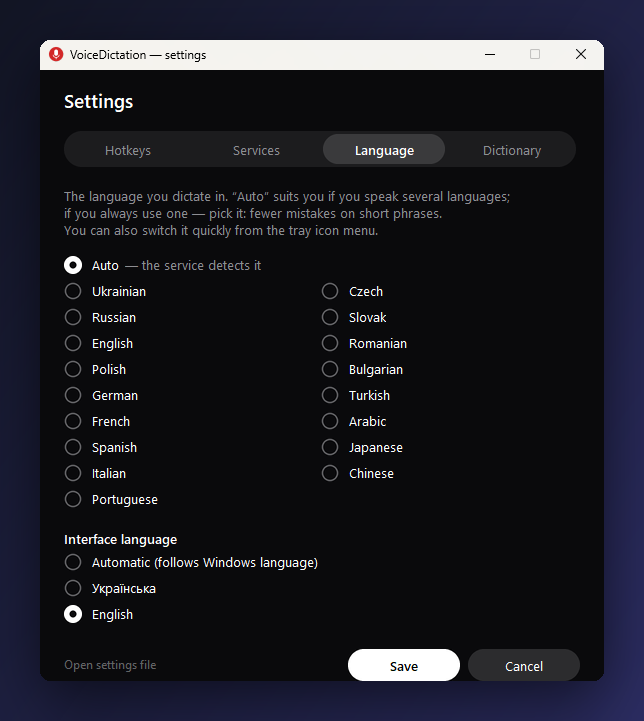 VoiceDictation — settings
Settings
Hotkeys
Services
Language
Dictionary
The language you dictate in. “Auto” suits you if you speak several languages;
if you always use one — pick it: fewer mistakes on short phrases.
You can also switch it quickly from the tray icon menu.
Auto — the service detects it
Ukrainian
Russian
English
Polish
German
French
Spanish
Italian
Portuguese
Czech
Slovak
Romanian
Bulgarian
Turkish
Arabic
Japanese
Chinese
Interface language
Automatic (follows Windows language)
Українська
English
Open settings file
Save
Cancel